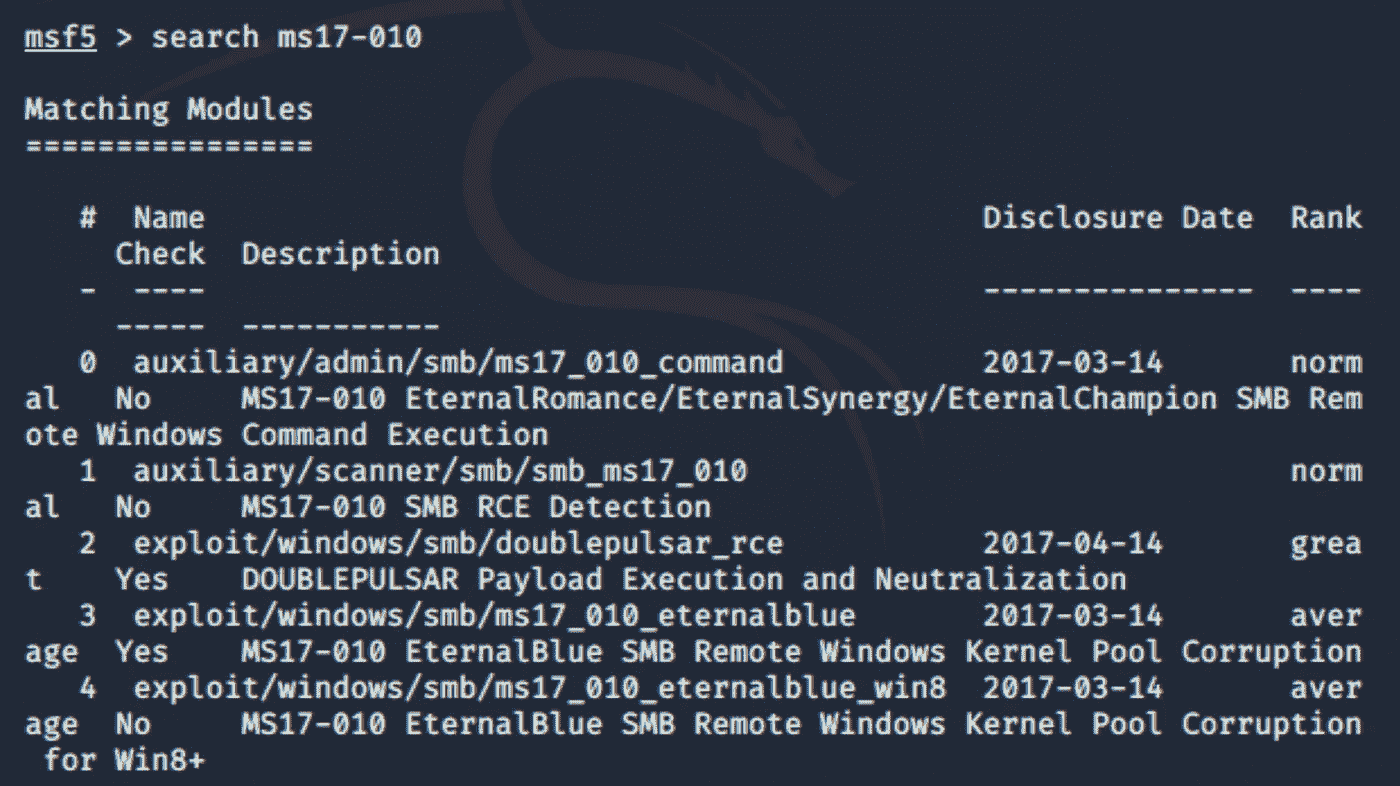 msf5 > search ms17-010
Matching Modules
================
# Name Disclosure Date Rank
Check Description
- ---- --------------- ----
----- -----------
0 auxiliary/admin/smb/ms17_010_command 2017-03-14 norm
al No MS17-010 EternalRomance/EternalSynergy/EternalChampion SMB Rem
ote Windows Command Execution
1 auxiliary/scanner/smb/smb_ms17_010 norm
al No MS17-010 SMB RCE Detection
2 exploit/windows/smb/doublepulsar_rce 2017-04-14 grea
t Yes DOUBLEPULSAR Payload Execution and Neutralization
3 exploit/windows/smb/ms17_010_eternalblue 2017-03-14 aver
age Yes MS17-010 EternalBlue SMB Remote Windows Kernel Pool Corruption
4 exploit/windows/smb/ms17_010_eternalblue_win8 2017-03-14 aver
age No MS17-010 EternalBlue SMB Remote Windows Kernel Pool Corruption
for Win8+